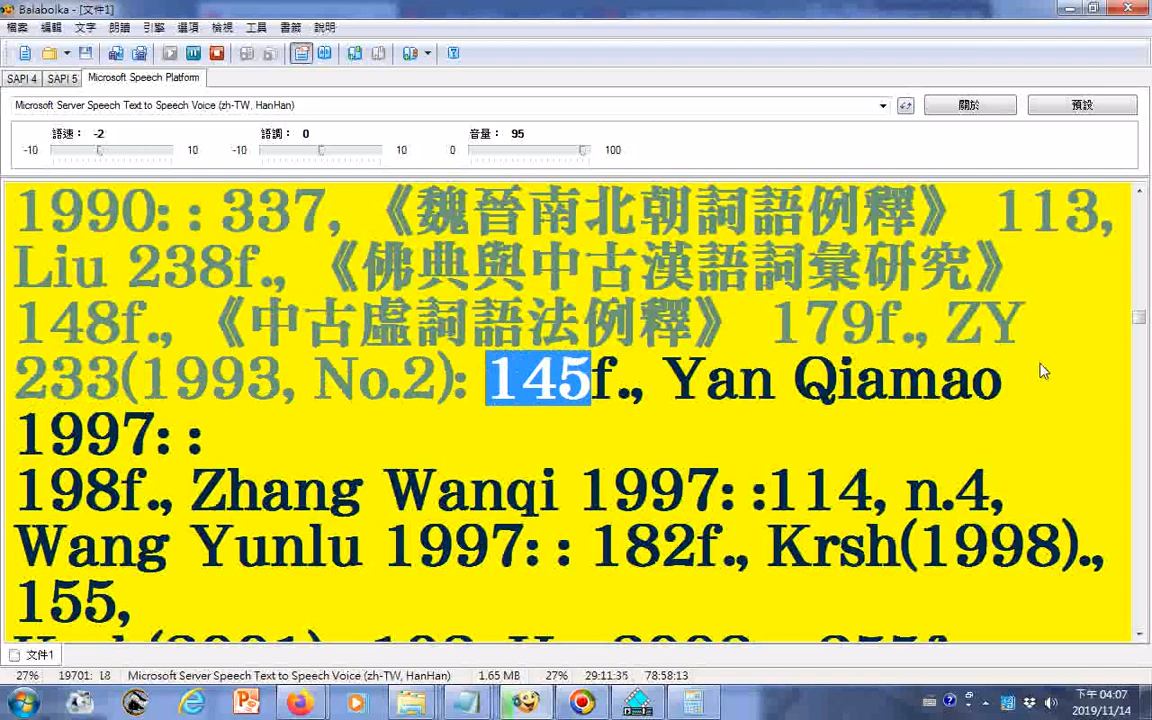 Balabolka - [文件1]
檔案 編輯 文字 朗讀 引擎 選項 檢視 工具 書籤 說明
SAPI 4 SAPI 5 Microsoft Speech Platform
Microsoft Server Speech Text to Speech Voice (zh-TW, HanHan) 關於 預設
語速： -2 語調： 0 音量： 95
-10 10 -10 10 0 100
1990: : 337, 《魏晉南北朝詞語例釋》 113,
Liu 238f., 《佛典與中古漢語詞彙研究》
148f., 《中古虛詞語法例釋》 179f., ZY
233(1993, No.2): 145f., Yan Qiamao
1997: :
198f., Zhang Wanqi 1997: :114, n.4,
Wang Yunlu 1997: : 182f., Krsh(1998).,
155,
文件1
27% 19701: 18 Microsoft Server Speech Text to Speech Voice (zh-TW, HanHan) 1.65 MB 27% 29:11:35 78:58:13
下午 04:07
2019/11/14